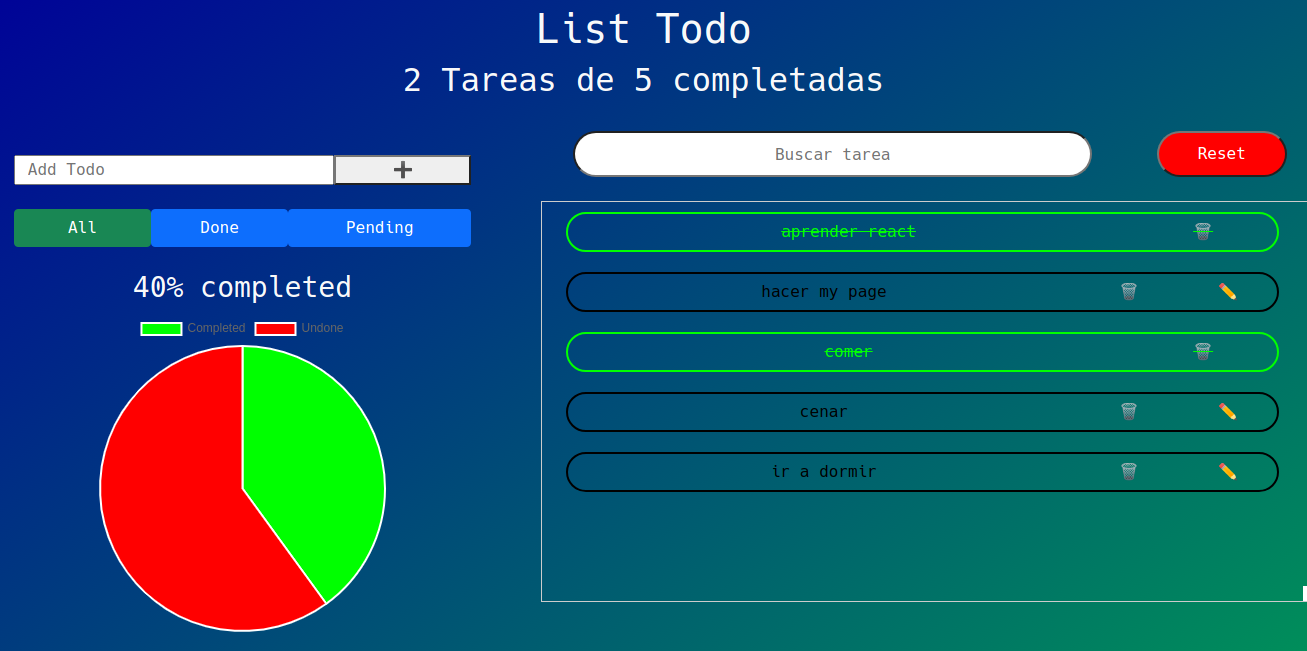 List Todo
2 Tareas de 5 completadas
Add Todo
All Done Pending
40% completed
Completed Undone
Buscar tarea Reset
aprender react
hacer my page
comer
cenar
ir a dormir